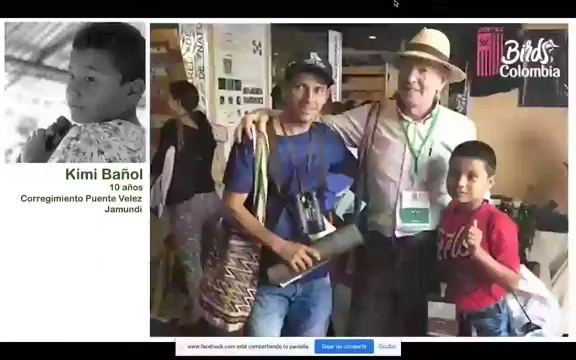 Kimi Bañol
10 años
Corregimiento Puente Velez
Jamundi
Birds
Colombia
www.facebook.com está compartiendo tu pantalla.
Dejar de compartir
Ocultar